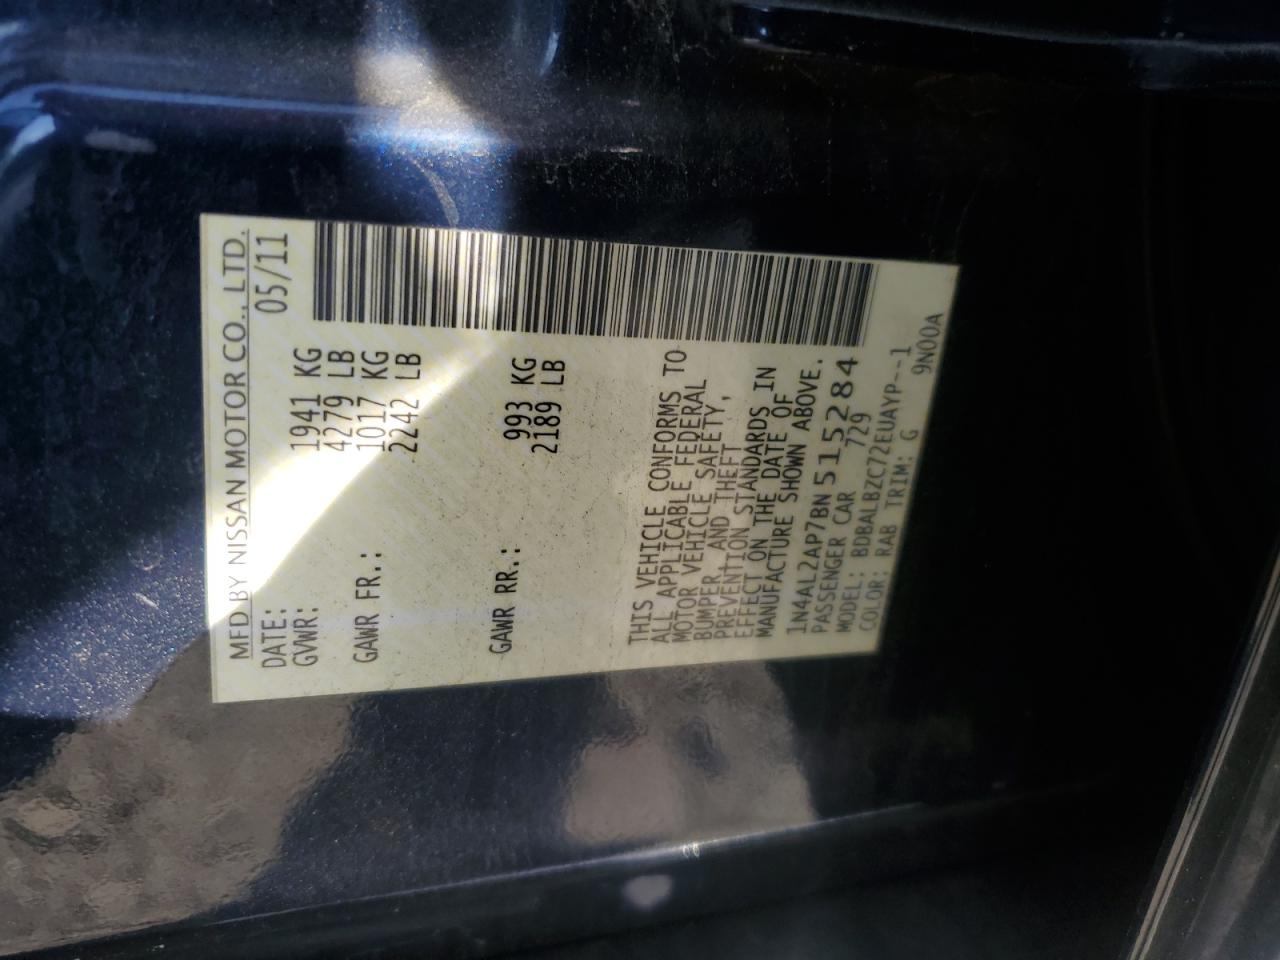 MFD BY NISSAN MOTOR CO., LTD.
DATE: 05/11
GVWR: 1941 KG
4279 LB
GAWR FR.: 1017 KG
2242 LB
GAWR RR.: 993 KG
2189 LB
THIS VEHICLE CONFORMS TO
ALL APPLICABLE FEDERAL
MOTOR VEHICLE SAFETY,
BUMPER, AND THEFT
PREVENTION STANDARDS IN
EFFECT ON THE DATE OF
MANUFACTURE SHOWN ABOVE.
1N4AL2AP7BN515284
PASSENGER CAR 729
MODEL: BDBALBZC72EUAYP--1
COLOR: RAB TRIM: G 9N00A